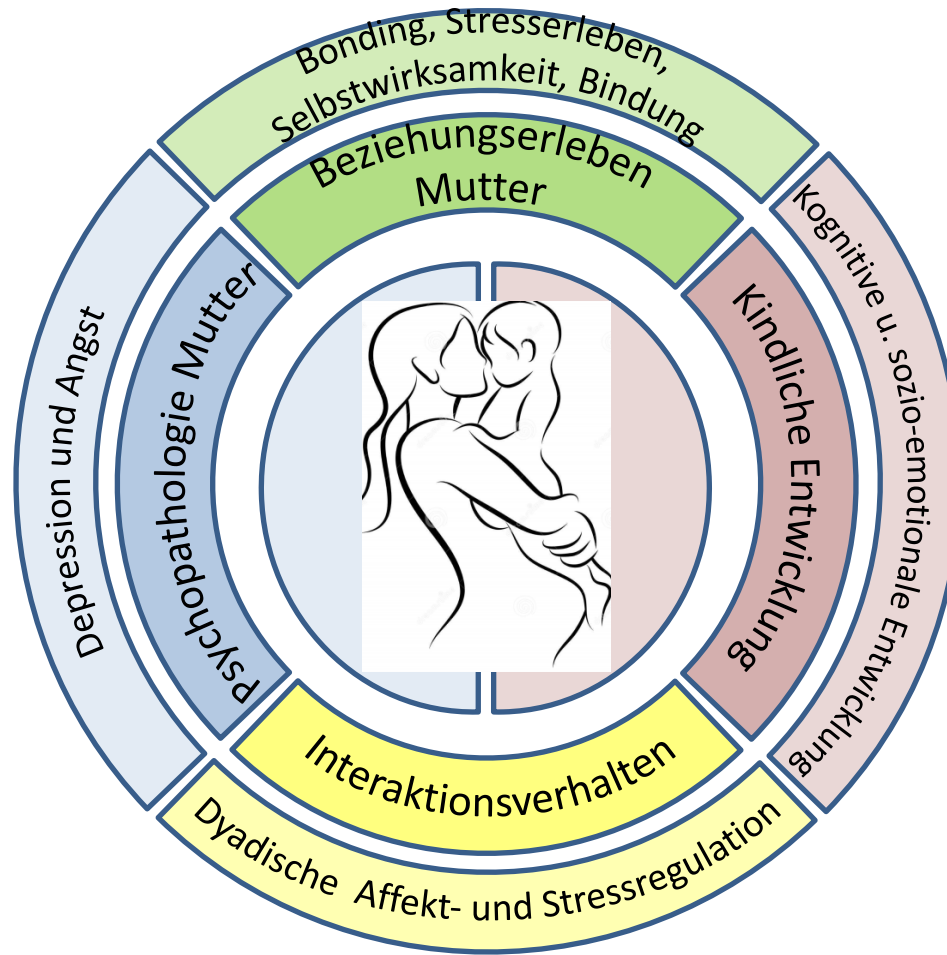 Bonding, Stresserleben,
Selbstwirksamkeit, Bindung
Beziehungserleben
Mutter
Depression und Angst
Psychopathologie Mutter
Kindliche Entwicklung
Kognitive u. sozio-emotionale Entwicklung
Interaktionsverhalten
Dyadische Affekt- und Stressregulation